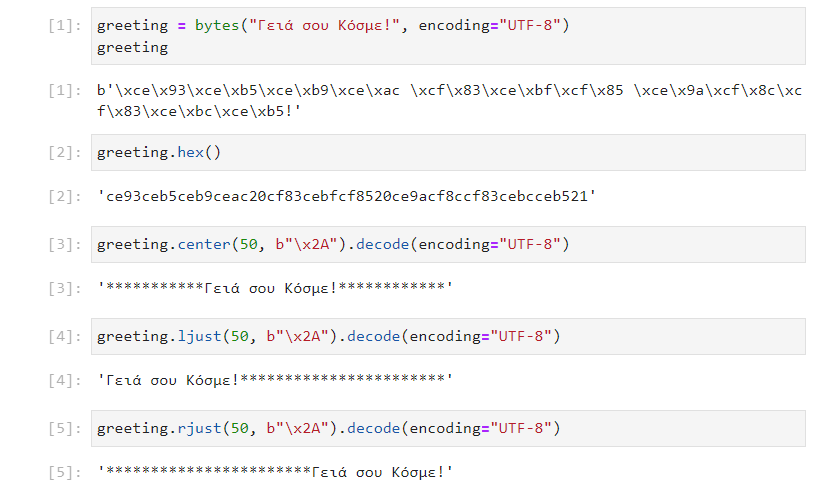 [1]: greeting = bytes("Γειά σου Κόσμε!", encoding="UTF-8")
greeting
[1]: b'\xce\x93\xce\xb5\xce\xb9\xce\xac \xcf\x83\xce\xbf\xcf\x85 \xce\x9a\xcf\x8c\xc
f\x83\xce\xbc\xce\xb5!'
[2]: greeting.hex()
[2]: 'ce93ceb5ceb9ceac20cf83cebfcf8520ce9acf8ccf83cebcceb521'
[3]: greeting.center(50, b"\x2A").decode(encoding="UTF-8")
[3]: '***********Γειά σου Κόσμε!************'
[4]: greeting.ljust(50, b"\x2A").decode(encoding="UTF-8")
[4]: 'Γειά σου Κόσμε!***********************'
[5]: greeting.rjust(50, b"\x2A").decode(encoding="UTF-8")
[5]: '***********************Γειά σου Κόσμε!'